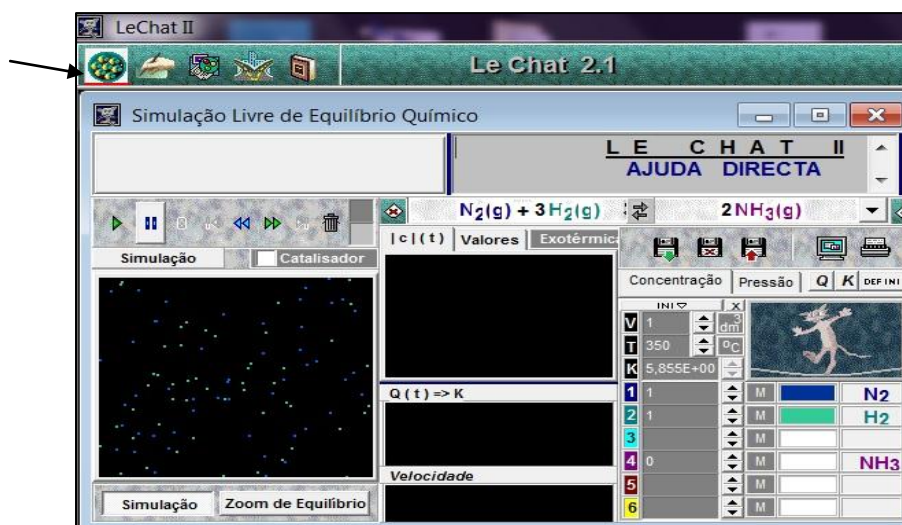 LeChat II
Le Chat 2.1
Simulação Livre de Equilíbrio Químico
LE CHAT II
AJUDA DIRECTA
N2(g) + 3H2(g) ⇄ 2NH3(g)
Simulação
Catalisador
|c|(t) Valores Exotérmic
Concentração Pressão Q K DEFINI
INI X
V 1 dm3
T 350 ºC
K 5,855E+00
1 1 M N2
2 1 M H2
3 M
4 0 M NH3
5 M
6 M
Q(t)=> K
Velocidade
Simulação Zoom de Equilíbrio